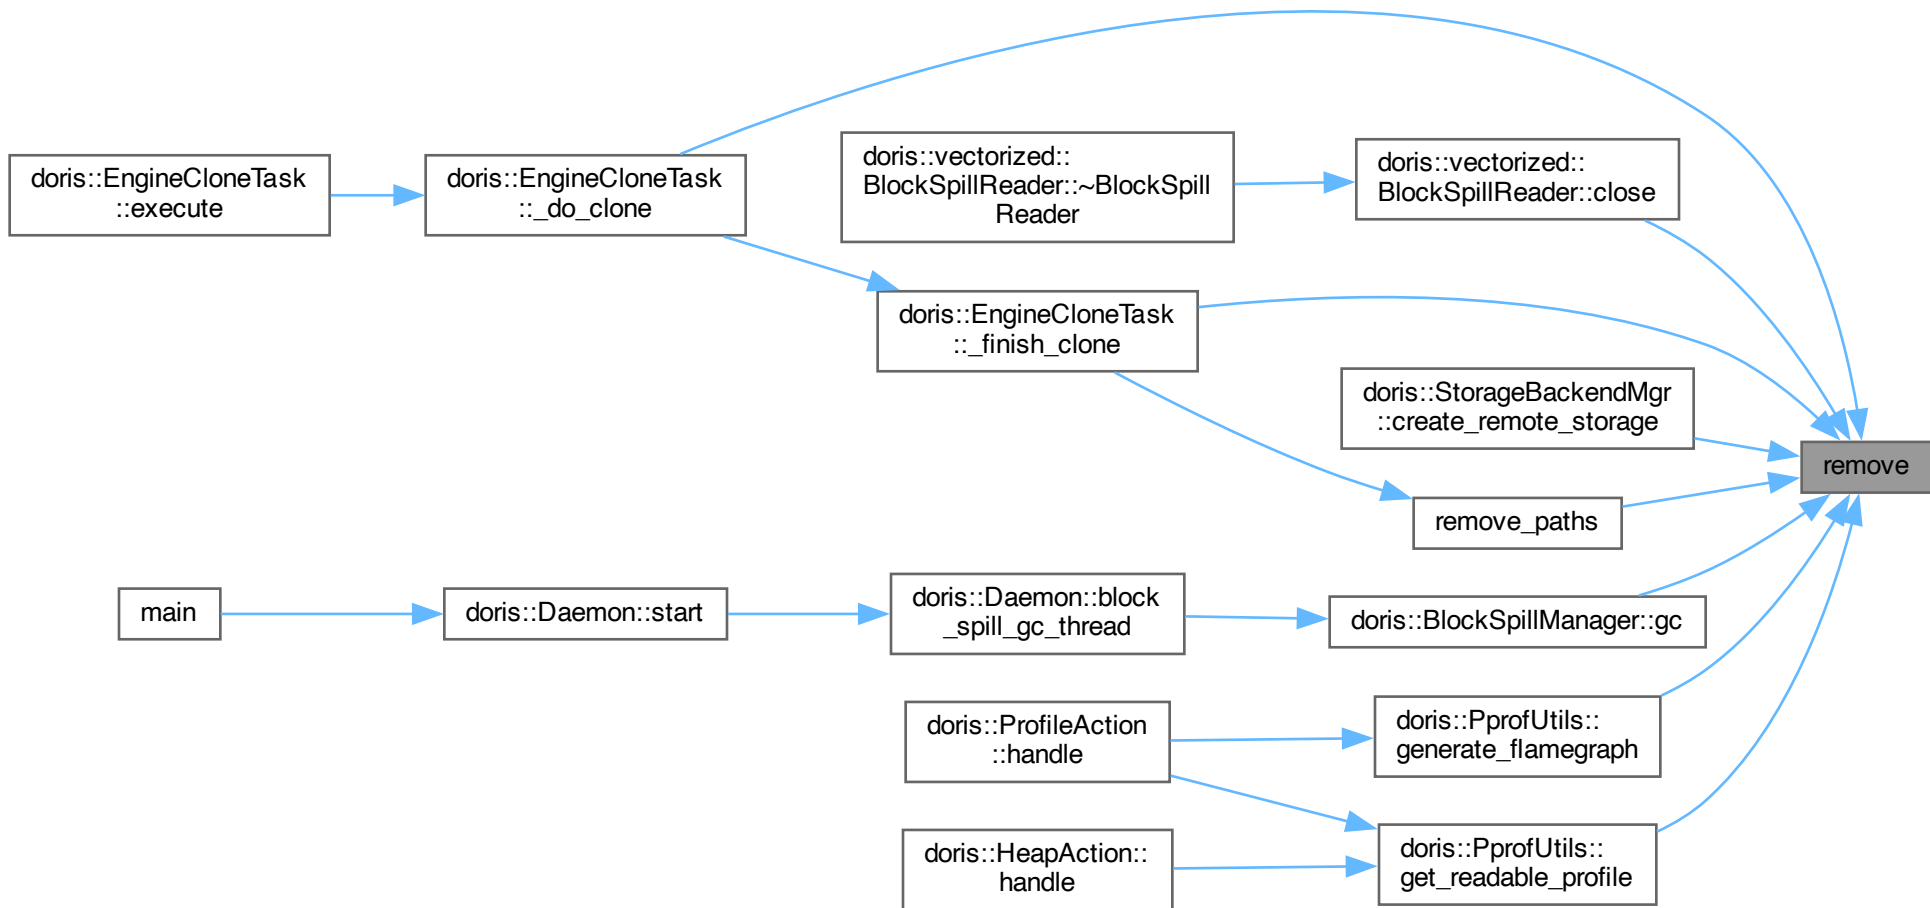 doris::EngineCloneTask
::execute
doris::EngineCloneTask
::_do_clone
doris::vectorized::
BlockSpillReader::~BlockSpill
Reader
doris::vectorized::
BlockSpillReader::close
doris::EngineCloneTask
::_finish_clone
doris::StorageBackendMgr
::create_remote_storage
remove
remove_paths
main
doris::Daemon::start
doris::Daemon::block
_spill_gc_thread
doris::BlockSpillManager::gc
doris::ProfileAction
::handle
doris::PprofUtils::
generate_flamegraph
doris::HeapAction::
handle
doris::PprofUtils::
get_readable_profile